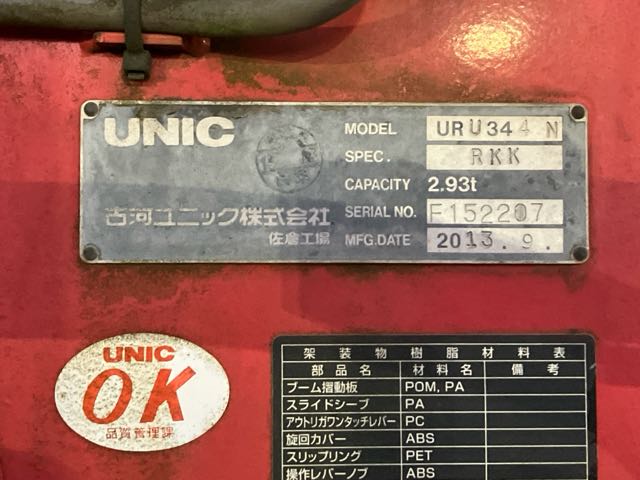 UNIC
MODEL URU344N
SPEC. RKK
CAPACITY 2.93t
古河ユニック株式会社 SERIAL NO. F152207
佐倉工場 MFG.DATE 2013.9.
UNIC
OK
品質管理課
架装物樹脂材料表
部品名 材料名 備考
ブーム摺動板 POM, PA
スライドシーブ PA
アウトリガワンタッチレバー PC
旋回カバー ABS
スリップリング PET
操作レバーノブ ABS